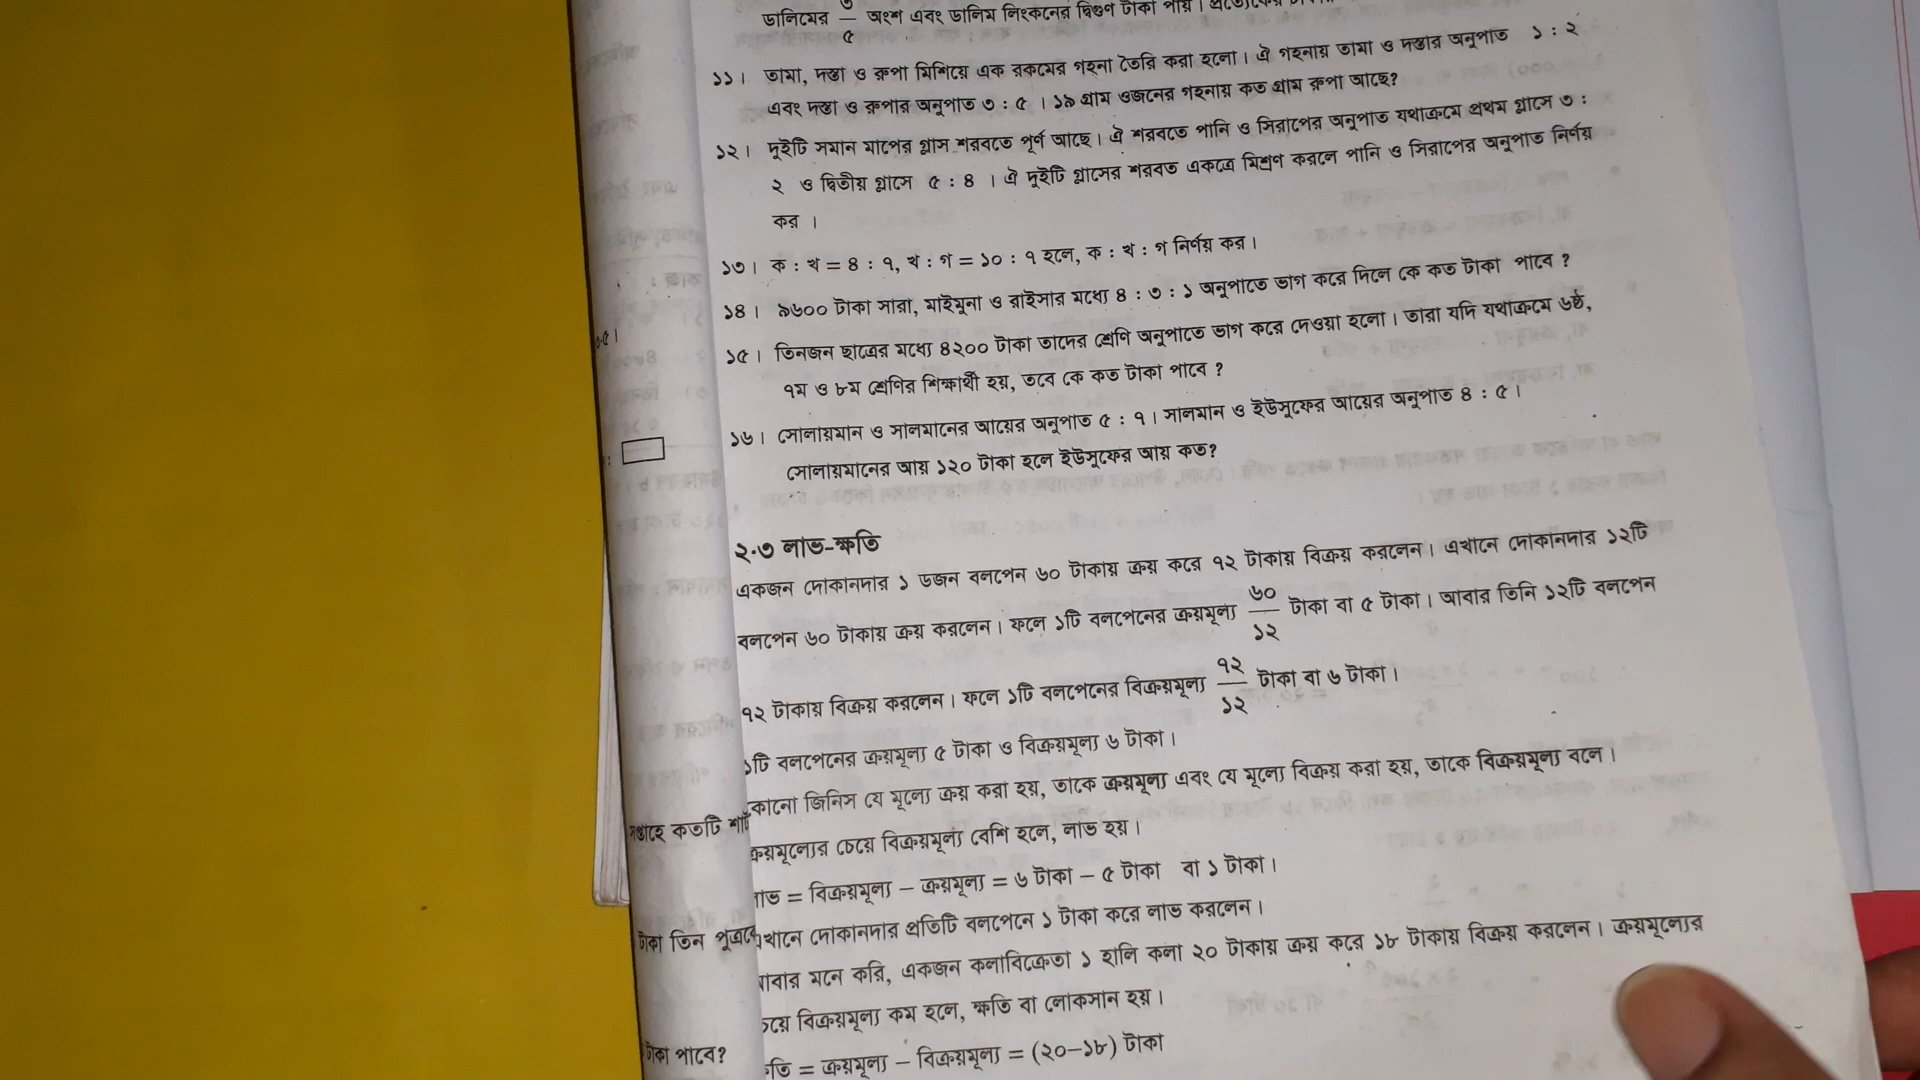 ডালিমের ৩/৫ অংশ এবং ডালিম লিংকনের দ্বিগুণ টাকা পায়।
১১। তামা, দস্তা ও রুপা মিশিয়ে এক রকমের গহনা তৈরি করা হলো। ঐ গহনায় তামা ও দস্তার অনুপাত ১ : ২
এবং দস্তা ও রুপার অনুপাত ৩ : ৫ । ১৯ গ্রাম ওজনের গহনায় কত গ্রাম রুপা আছে?
১২। দুইটি সমান মাপের গ্লাস শরবতে পূর্ণ আছে। ঐ শরবতে পানি ও সিরাপের অনুপাত যথাক্রমে প্রথম গ্লাসে ৩ :
২ ও দ্বিতীয় গ্লাসে ৫ : ৪ । ঐ দুইটি গ্লাসের শরবত একত্রে মিশ্রণ করলে পানি ও সিরাপের অনুপাত নির্ণয়
কর ।
১৩। ক : খ = ৪ : ৭, খ : গ = ১০ : ৭ হলে, ক : খ : গ নির্ণয় কর।
১৪। ৯৬০০ টাকা সারা, মাইমুনা ও রাইসার মধ্যে ৪ : ৩ : ১ অনুপাতে ভাগ করে দিলে কে কত টাকা পাবে ?
১৫। তিনজন ছাত্রের মধ্যে ৪২০০ টাকা তাদের শ্রেণি অনুপাতে ভাগ করে দেওয়া হলো। তারা যদি যথাক্রমে ৬ষ্ঠ,
৭ম ও ৮ম শ্রেণির শিক্ষার্থী হয়, তবে কে কত টাকা পাবে ?
১৬। সোলায়মান ও সালমানের আয়ের অনুপাত ৫ : ৭। সালমান ও ইউসুফের আয়ের অনুপাত ৪ : ৫।
সোলায়মানের আয় ১২০ টাকা হলে ইউসুফের আয় কত?
২.৩ লাভ-ক্ষতি
একজন দোকানদার ১ ডজন বলপেন ৬০ টাকায় ক্রয় করে ৭২ টাকায় বিক্রয় করলেন। এখানে দোকানদার ১২টি
বলপেন ৬০ টাকায় ক্রয় করলেন। ফলে ১টি বলপেনের ক্রয়মূল্য ৬০/১২ টাকা বা ৫ টাকা। আবার তিনি ১২টি বলপেন
৭২ টাকায় বিক্রয় করলেন। ফলে ১টি বলপেনের বিক্রয়মূল্য ৭২/১২ টাকা বা ৬ টাকা।
১টি বলপেনের ক্রয়মূল্য ৫ টাকা ও বিক্রয়মূল্য ৬ টাকা।
কোনো জিনিস যে মূল্যে ক্রয় করা হয়, তাকে ক্রয়মূল্য এবং যে মূল্যে বিক্রয় করা হয়, তাকে বিক্রয়মূল্য বলে।
ক্রয়মূল্যের চেয়ে বিক্রয়মূল্য বেশি হলে, লাভ হয়।
লাভ = বিক্রয়মূল্য − ক্রয়মূল্য = ৬ টাকা − ৫ টাকা বা ১ টাকা।
এখানে দোকানদার প্রতিটি বলপেনে ১ টাকা করে লাভ করলেন।
আবার মনে করি, একজন কলাবিক্রেতা ১ হালি কলা ২০ টাকায় ক্রয় করে ১৮ টাকায় বিক্রয় করলেন। ক্রয়মূল্যের
চেয়ে বিক্রয়মূল্য কম হলে, ক্ষতি বা লোকসান হয়।
ক্ষতি = ক্রয়মূল্য − বিক্রয়মূল্য = (২০−১৮) টাকা
কতটি
টাকা তিন
টাকা পাবে?